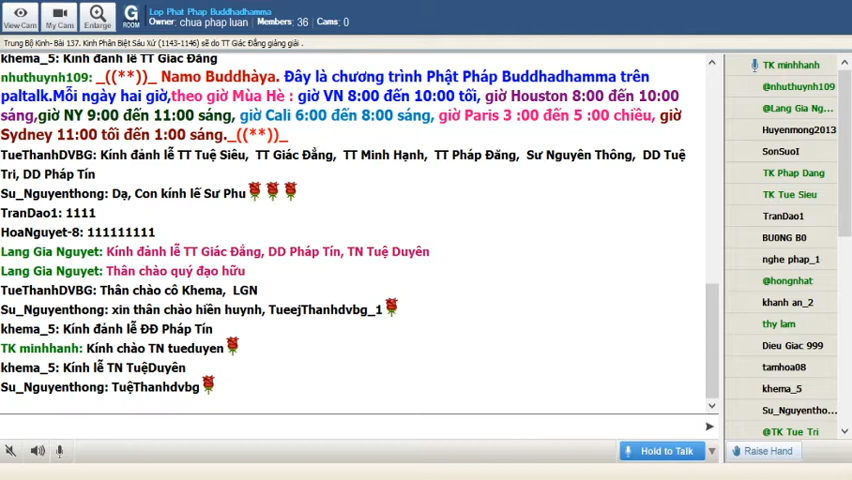 View Cam My Cam Enlarge G ROOM Lop Phat Phap Buddhadhamma
Owner: chua phap luan Members: 36 Cams: 0
Trung Bộ Kinh- Bài 137. Kinh Phân Biệt Sáu Xứ (1143-1146) sẽ do TT Giác Đẳng giảng giải .
khema_5: Kính đảnh lễ TT Giác Đẳng
nhuthuynh109: _((**))_ Namo Buddhàya. Đây là chương trình Phật Pháp Buddhadhamma trên
paltalk.Mỗi ngày hai giờ,theo giờ Mùa Hè : giờ VN 8:00 đến 10:00 tối, giờ Houston 8:00 đến 10:00
sáng,giờ NY 9:00 đến 11:00 sáng, giờ Cali 6:00 đến 8:00 sáng, giờ Paris 3 :00 đến 5 :00 chiều, giờ
Sydney 11:00 tối đến 1:00 sáng._((**))_
TueThanhDVBG: Kính đảnh lễ TT Tuệ Siêu, TT Giác Đẳng, TT Minh Hạnh, TT Pháp Đăng, Sư Nguyên Thông, DD Tuệ
Tri, DD Pháp Tín
Su_Nguyenthong: Dạ, Con kính lễ Sư Phu
TranDao1: 1111
HoaNguyet-8: 111111111
Lang Gia Nguyet: Kính đảnh lễ TT Giác Đẳng, DD Pháp Tín, TN Tuệ Duyên
Lang Gia Nguyet: Thân chào quý đạo hữu
TueThanhDVBG: Thân chào cô Khema, LGN
Su_Nguyenthong: xin thân chào hiền huynh, TueejThanhdvbg_1
khema_5: Kính đảnh lễ ĐĐ Pháp Tín
TK minhhanh: Kính chào TN tueduyen
khema_5: Kính lễ TN TuệDuyên
Su_Nguyenthong: TuệThanhdvbg
Hold to Talk
TK minhhanh
@nhuthuynh109
@Lang Gia Ng...
Huyenmong2013
SonSuoI
TK Phap Dang
TK Tue Sieu
TranDao1
BU0NG B0
nghe phap_1
@hongnhat
khanh an_2
thy lam
Dieu Giac 999
tamhoa08
khema_5
Su_Nguyentho...
@TK Tue Tri
Raise Hand